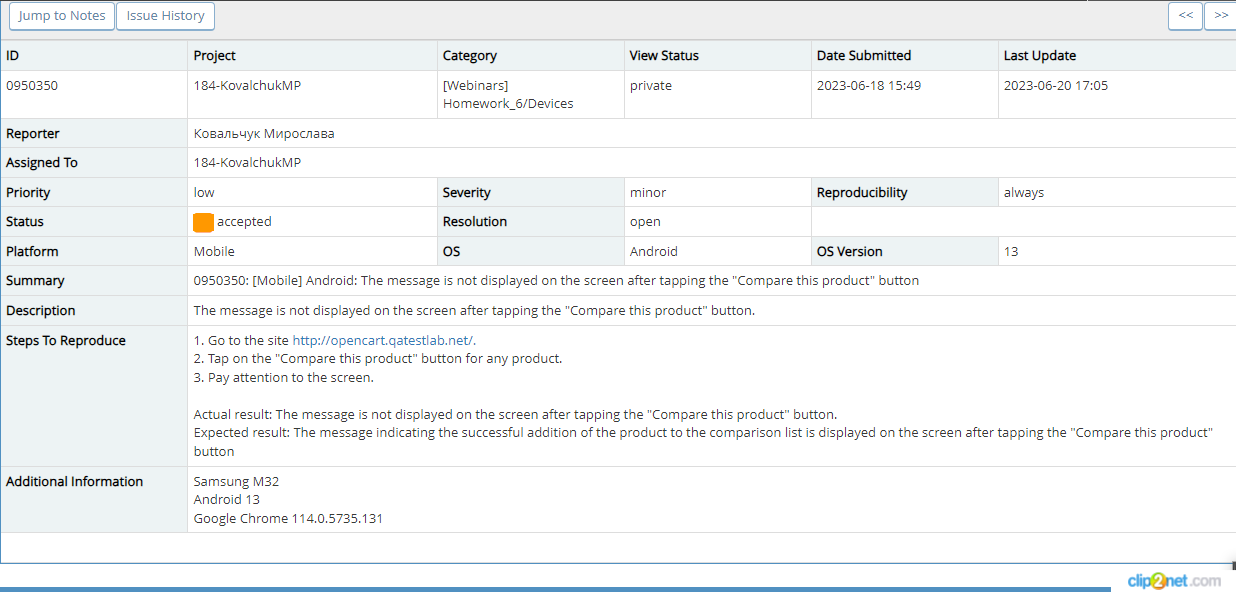 Jump to Notes Issue History << >>
ID Project Category View Status Date Submitted Last Update
0950350 184-KovalchukMP [Webinars] private 2023-06-18 15:49 2023-06-20 17:05
Homework_6/Devices
Reporter Ковальчук Мирослава
Assigned To 184-KovalchukMP
Priority low Severity minor Reproducibility always
Status accepted Resolution open
Platform Mobile OS Android OS Version 13
Summary 0950350: [Mobile] Android: The message is not displayed on the screen after tapping the "Compare this product" button
Description The message is not displayed on the screen after tapping the "Compare this product" button.
Steps To Reproduce 1. Go to the site http://opencart.qatestlab.net/.
2. Tap on the "Compare this product" button for any product.
3. Pay attention to the screen.
Actual result: The message is not displayed on the screen after tapping the "Compare this product" button.
Expected result: The message indicating the successful addition of the product to the comparison list is displayed on the screen after tapping the "Compare this product"
button
Additional Information Samsung M32
Android 13
Google Chrome 114.0.5735.131
clip2net.com